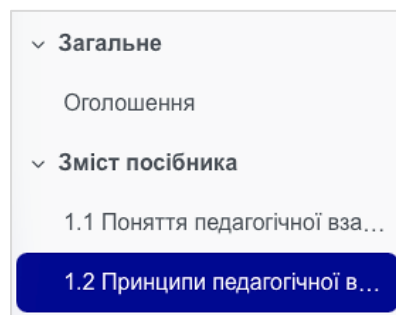 Загальне
Оголошення
Зміст посібника
1.1 Поняття педагогічної вза...
1.2 Принципи педагогічної в...